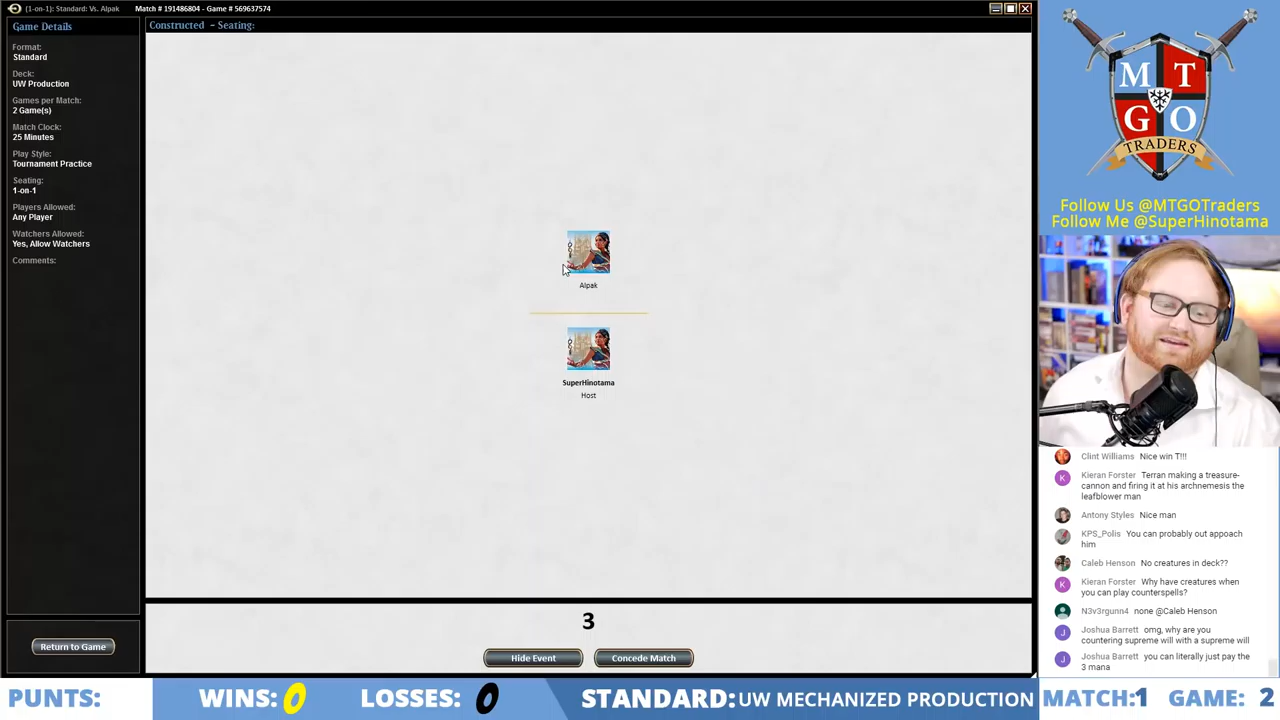 (1-on-1): Standard: Vs. Alpak
Match # 191486804 - Game # 569637574
Game Details
Format:
Standard
Deck:
UW Production
Games per Match:
2 Game(s)
Match Clock:
25 Minutes
Play Style:
Tournament Practice
Seating:
1-on-1
Players Allowed:
Any Player
Watchers Allowed:
Yes, Allow Watchers
Comments:
Return to Game
Constructed - Seating:
Alpak
SuperHinotama
Host
3
Hide Event
Concede Match
M T
G O
TRADERS
Follow Us @MTGOTraders
Follow Me @SuperHinotama
Clint Williams Nice win T!!!
K Kieran Forster Terran making a treasure-
cannon and firing it at his archnemesis the
leafblower man
Antony Styles Nice man
KPS_Polis You can probably out appoach
him
Caleb Henson No creatures in deck??
K Kieran Forster Why have creatures when
you can play counterspells?
N3v3rgunn4 none @Caleb Henson
J Joshua Barrett omg, why are you
countering supreme will with a supreme will
J Joshua Barrett you can literally just pay the
3 mana
PUNTS:
WINS: 0
LOSSES: 0
STANDARD: UW MECHANIZED PRODUCTION
MATCH:1
GAME: 2